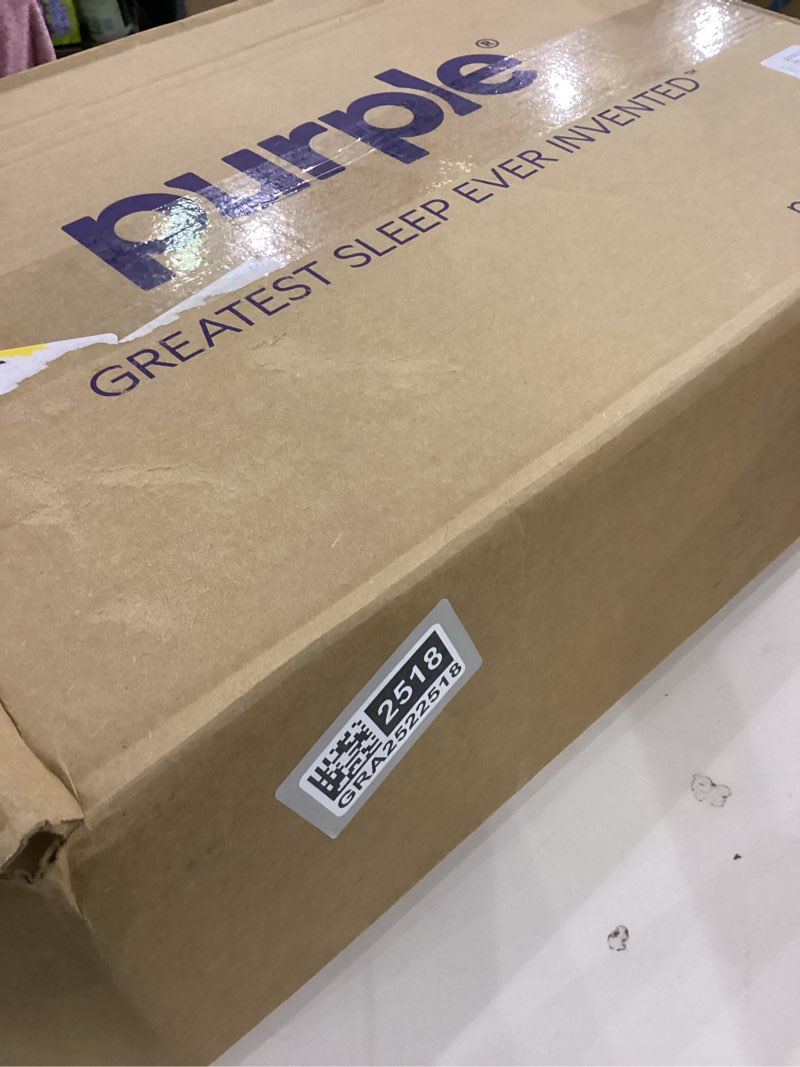 purple®
GREATEST SLEEP EVER INVENTED™
2518
GRA2522518